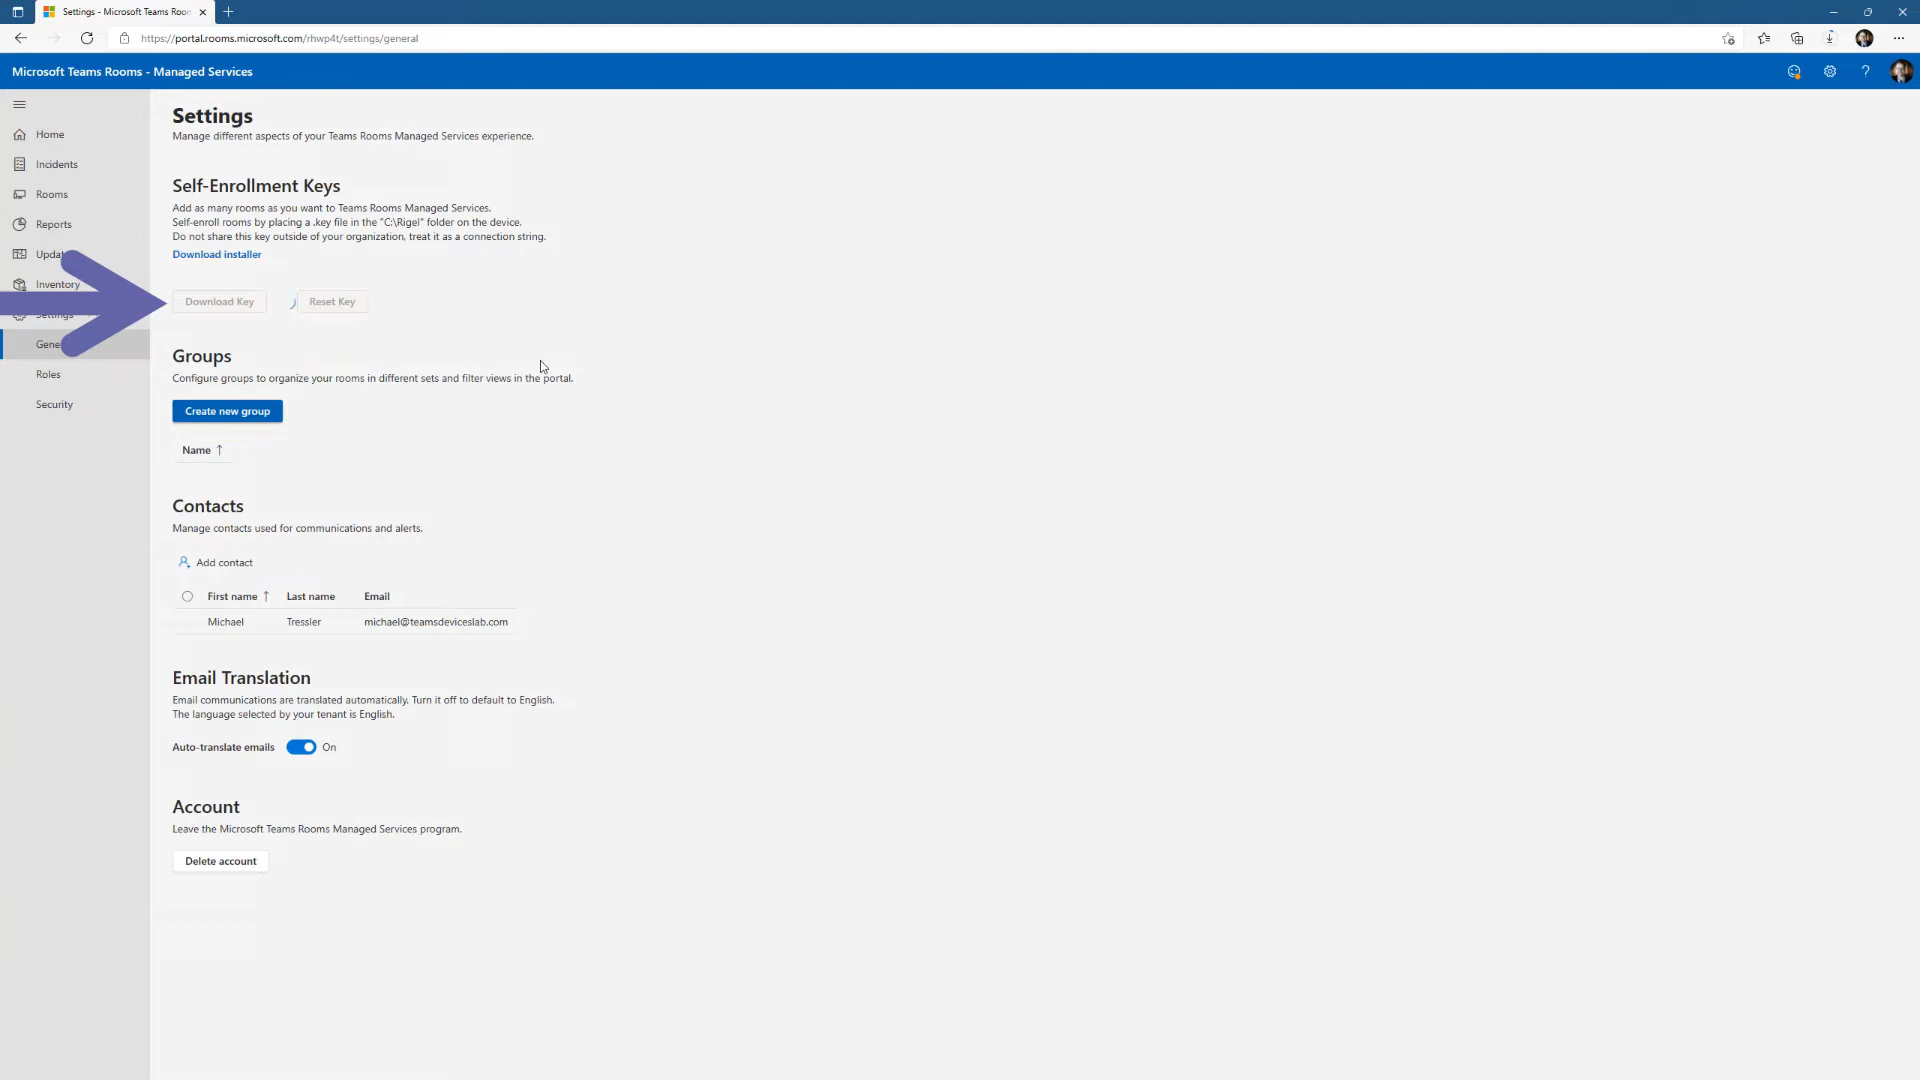 Settings - Microsoft Teams Roon
https://portal.rooms.microsoft.com/rhwp4t/settings/general
Microsoft Teams Rooms - Managed Services
?
Home
Incidents
Rooms
Reports
Updat
Inventory
Settings
Gene
Roles
Security
Settings
Manage different aspects of your Teams Rooms Managed Services experience.
Self-Enrollment Keys
Add as many rooms as you want to Teams Rooms Managed Services.
Self-enroll rooms by placing a .key file in the "C:\Rigel" folder on the device.
Do not share this key outside of your organization, treat it as a connection string.
Download installer
Download Key
Reset Key
Groups
Configure groups to organize your rooms in different sets and filter views in the portal.
Create new group
Name ↑
Contacts
Manage contacts used for communications and alerts.
Add contact
First name ↑ Last name Email
Michael Tressler michael@teamsdeviceslab.com
Email Translation
Email communications are translated automatically. Turn it off to default to English.
The language selected by your tenant is English.
Auto-translate emails On
Account
Leave the Microsoft Teams Rooms Managed Services program.
Delete account